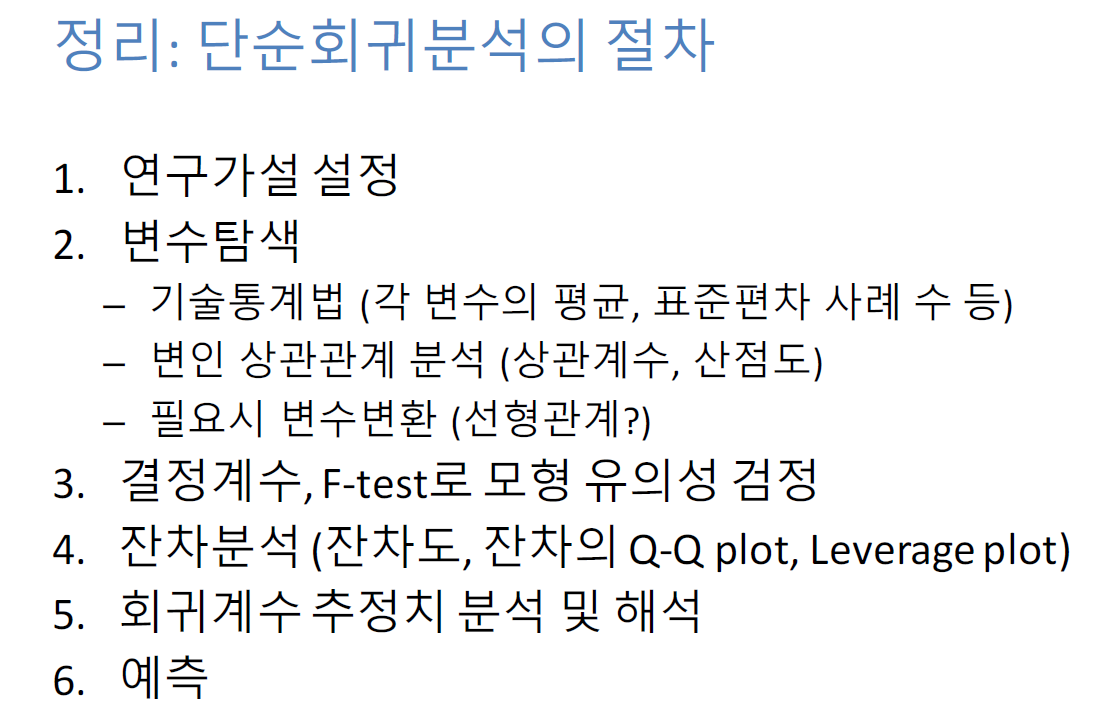 정리: 단순회귀분석의 절차
1. 연구가설 설정
2. 변수탐색
– 기술통계법 (각 변수의 평균, 표준편차 사례 수 등)
– 변인 상관관계 분석 (상관계수, 산점도)
– 필요시 변수변환 (선형관계?)
3. 결정계수, F-test로 모형 유의성 검정
4. 잔차분석 (잔차도, 잔차의 Q-Q plot, Leverage plot)
5. 회귀계수 추정치 분석 및 해석
6. 예측